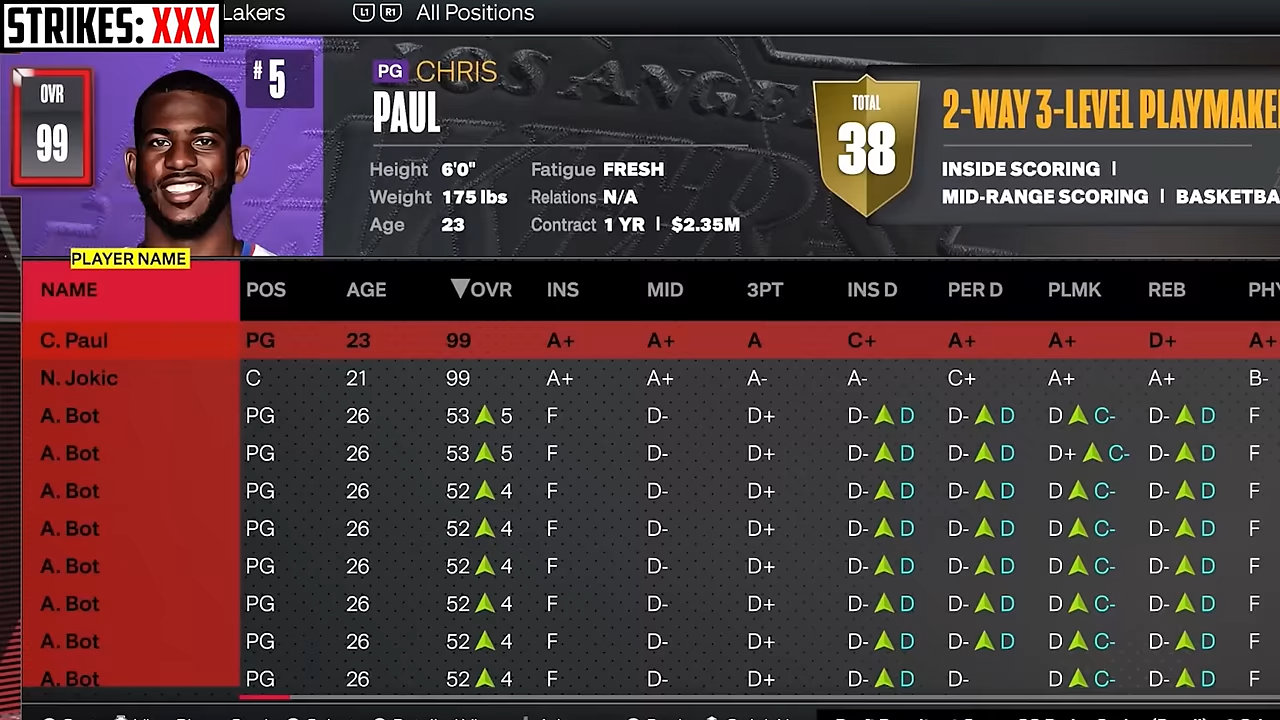 STRIKES: XXX
Lakers L1 R1 All Positions
OVR
99
#5
PG CHRIS
PAUL
Height 6'0" Fatigue FRESH
Weight 175 lbs Relations N/A
Age 23 Contract 1 YR | $2.35M
TOTAL
38
2-WAY 3-LEVEL PLAYMAKE
INSIDE SCORING |
MID-RANGE SCORING | BASKETBA
LOS ANGE
PLAYER NAME
NAME POS AGE OVR INS MID 3PT INS D PER D PLMK REB PHY
C. Paul PG 23 99 A+ A+ A C+ A+ A+ D+ A+
N. Jokic C 21 99 A+ A+ A- A- C+ A+ A+ B-
A. Bot PG 26 53 5 F D- D+ D- D D- D D C- D- D F
A. Bot PG 26 53 5 F D- D+ D- D D- D D+ C- D- D F
A. Bot PG 26 52 4 F D- D+ D- D D- D D C- D- D F
A. Bot PG 26 52 4 F D- D+ D- D D- D D C- D- D F
A. Bot PG 26 52 4 F D- D+ D- D D- D D C- D- D F
A. Bot PG 26 52 4 F D- D+ D- D D- D D C- D- D F
A. Bot PG 26 52 4 F D- D+ D- D D- D D C- D- D F
A. Bot PG 26 52 4 F D- D+ D- D D- D C- D- D F